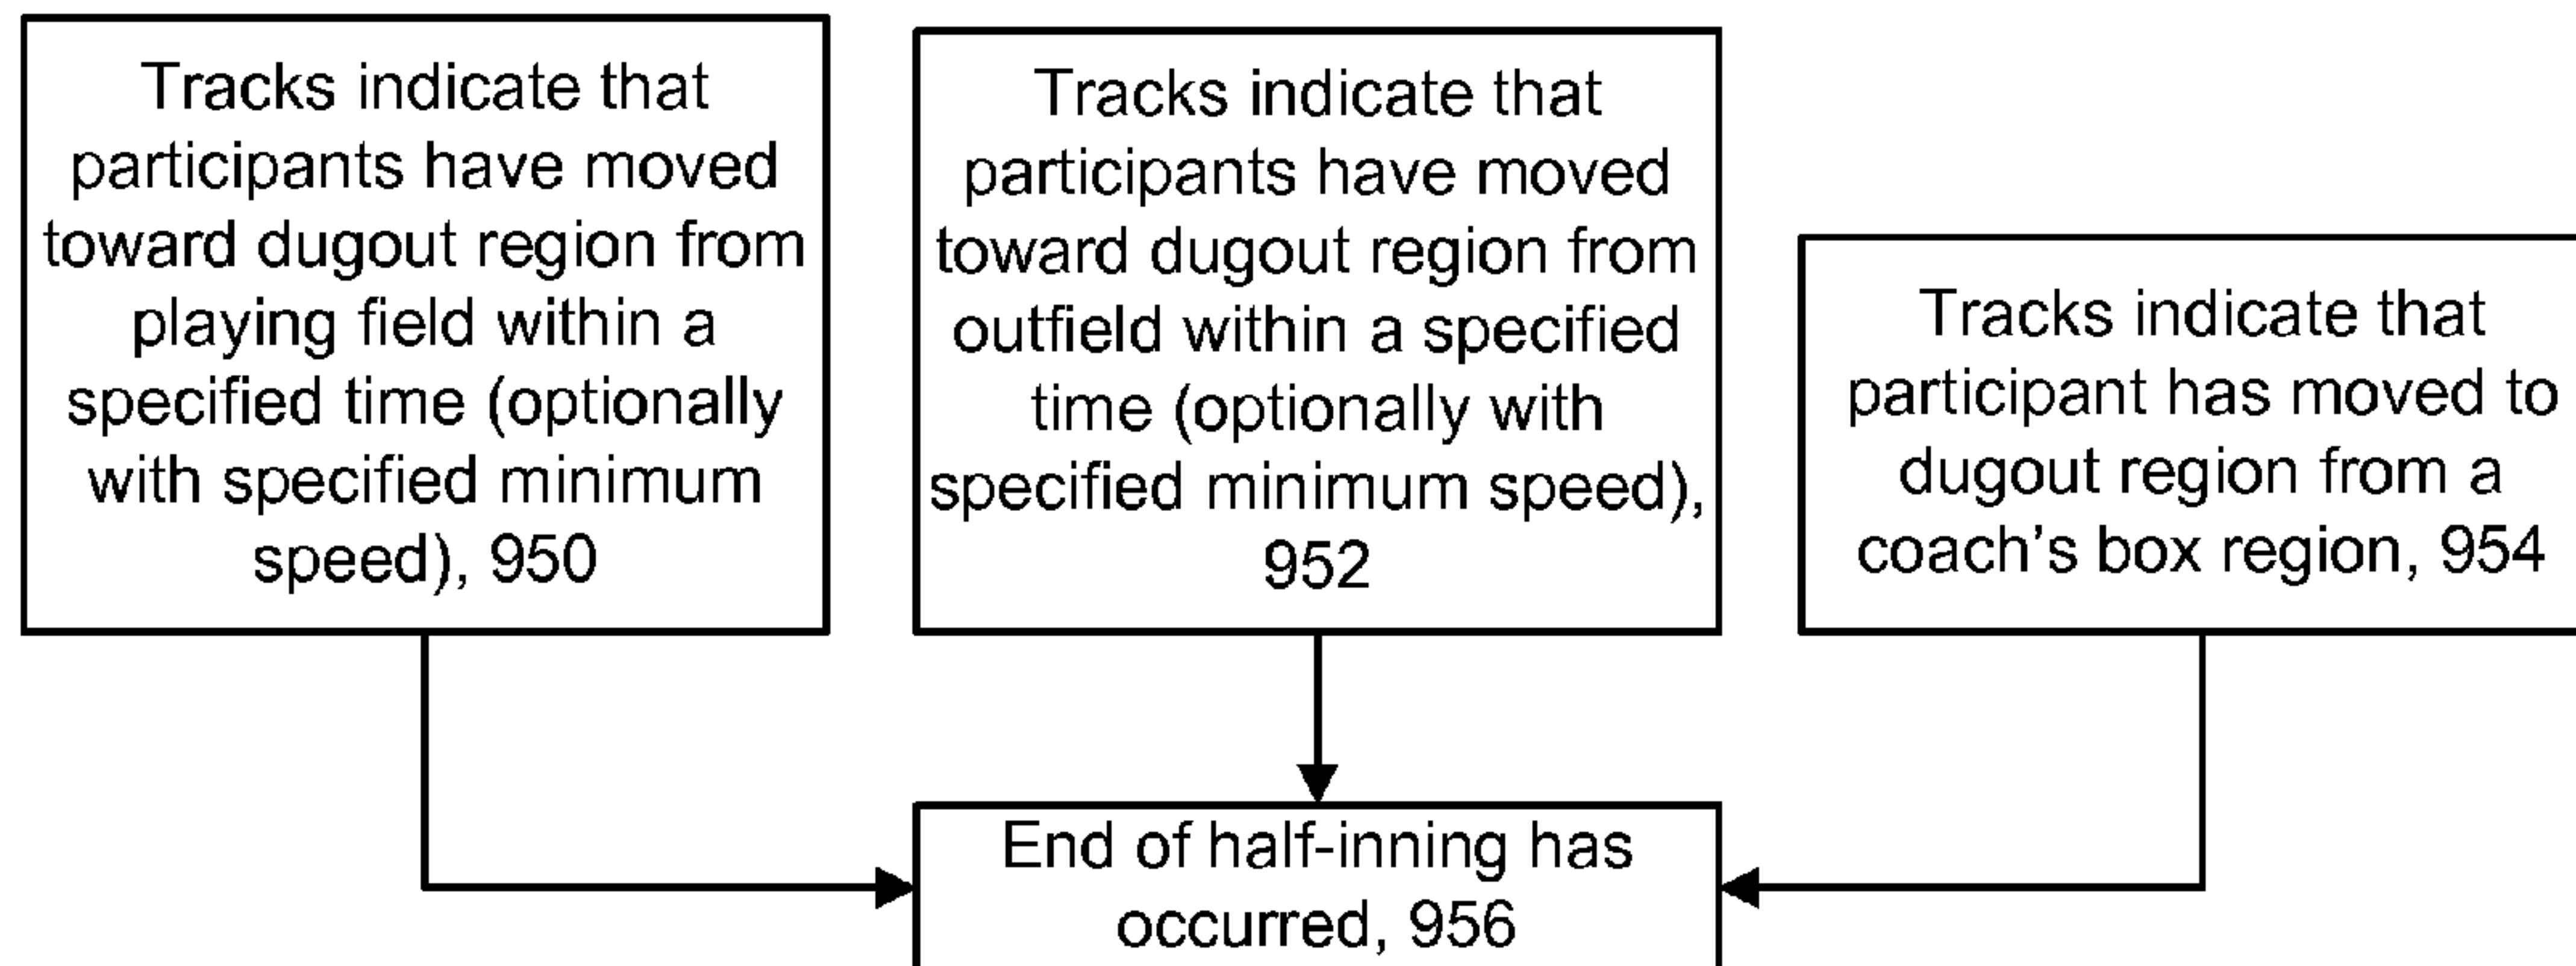 Tracks indicate that
participants have moved
toward dugout region from
playing field within a
specified time (optionally
with specified minimum
speed), 950
Tracks indicate that
participants have moved
toward dugout region from
outfield within a specified
time (optionally with
specified minimum speed),
952
Tracks indicate that
participant has moved to
dugout region from a
coach's box region, 954
End of half-inning has
occurred, 956